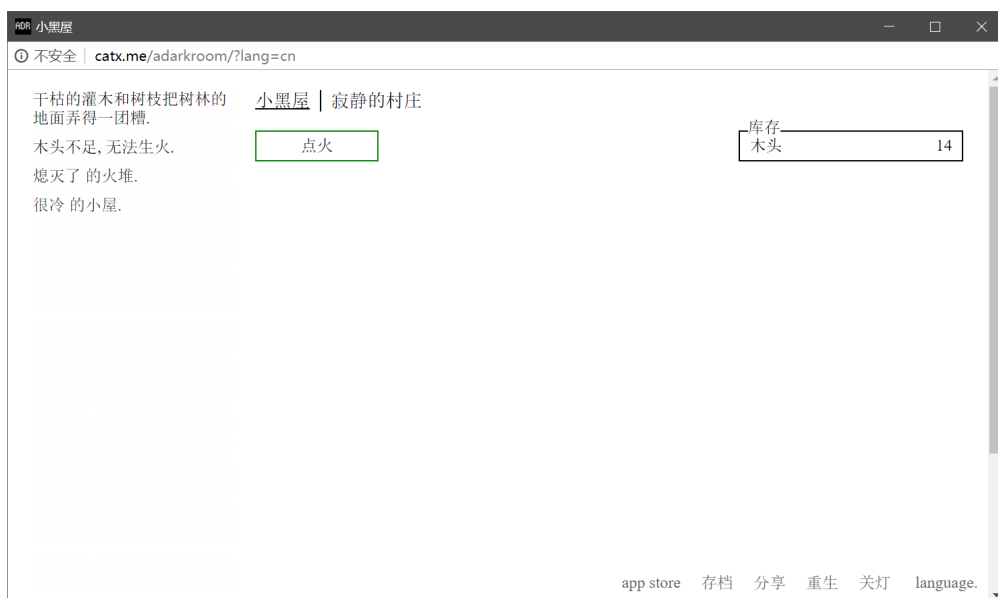 ADR 小黑屋
不安全 catx.me/adarkroom/?lang=cn
干枯的灌木和树枝把树林的
地面弄得一团糟.
木头不足, 无法生火.
熄灭了 的火堆.
很冷 的小屋.
小黑屋 | 寂静的村庄
点火
库存
木头 14
app store 存档 分享 重生 关灯 language.